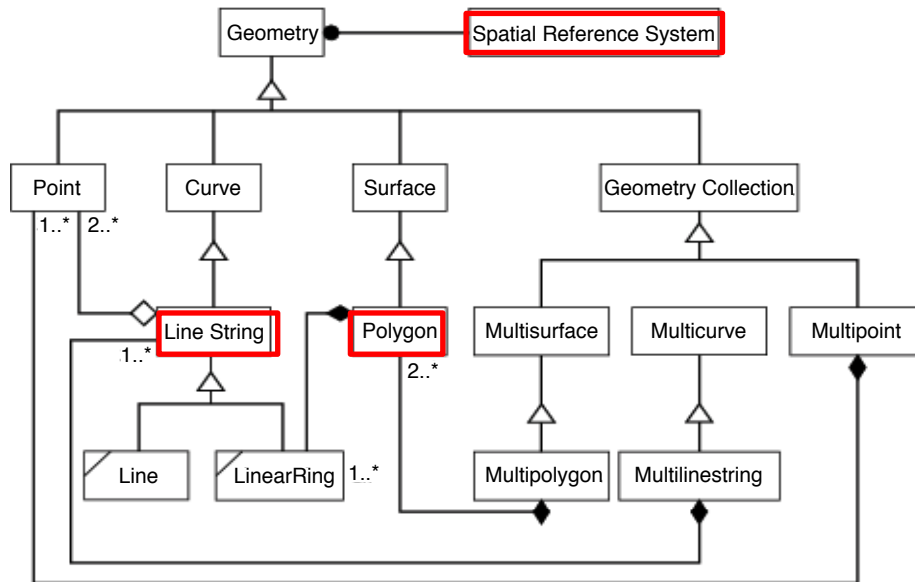 Geometry
Spatial Reference System
Point
Curve
Surface
Geometry Collection
1..*
2..*
Line String
Polygon
Multisurface
Multicurve
Multipoint
1..*
2..*
Line
LinearRing
1..*
Multipolygon
Multilinestring